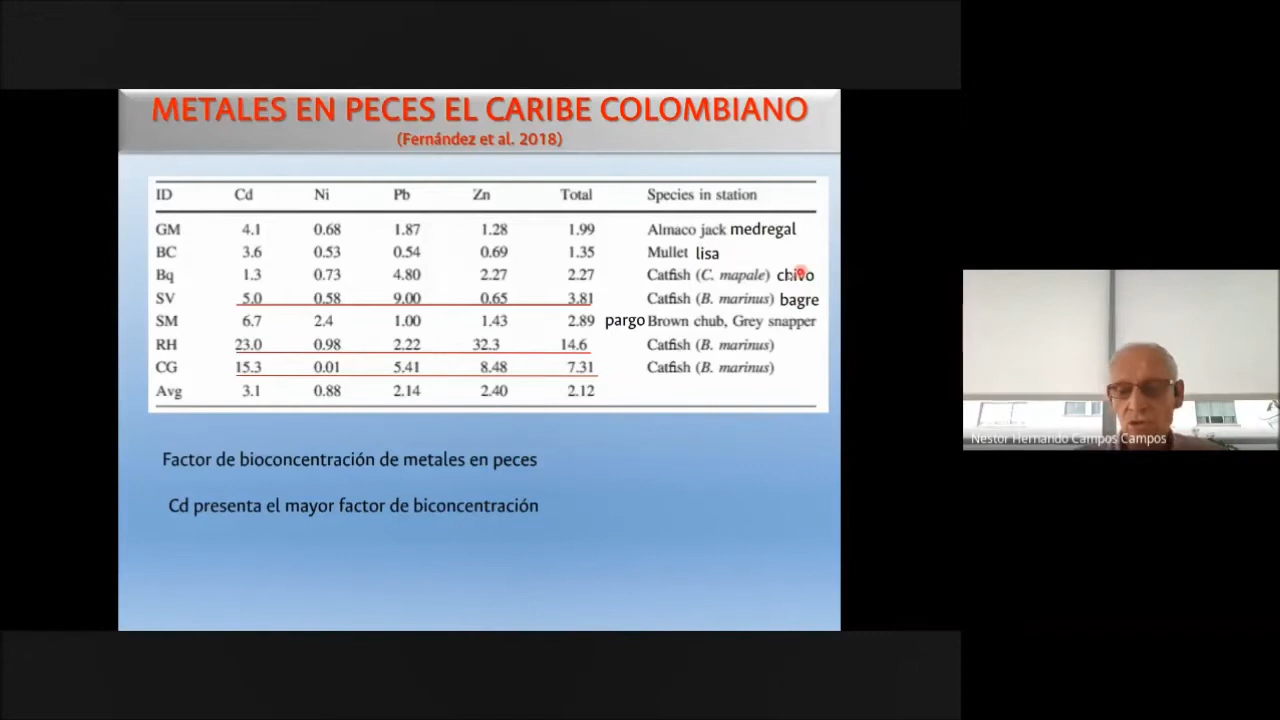 METALES EN PECES EL CARIBE COLOMBIANO
(Fernández et al. 2018)
ID Cd Ni Pb Zn Total Species in station
GM 4.1 0.68 1.87 1.28 1.99 Almaco jack medregal
BC 3.6 0.53 0.54 0.69 1.35 Mullet lisa
Bq 1.3 0.73 4.80 2.27 2.27 Catfish (C. mapale) chivo
SV 5.0 0.58 9.00 0.65 3.81 Catfish (B. marinus) bagre
SM 6.7 2.4 1.00 1.43 2.89 pargo Brown chub, Grey snapper
RH 23.0 0.98 2.22 32.3 14.6 Catfish (B. marinus)
CG 15.3 0.01 5.41 8.48 7.31 Catfish (B. marinus)
Avg 3.1 0.88 2.14 2.40 2.12
Factor de bioconcentración de metales en peces
Cd presenta el mayor factor de biconcentración
Nestor Hernando Campos Campos